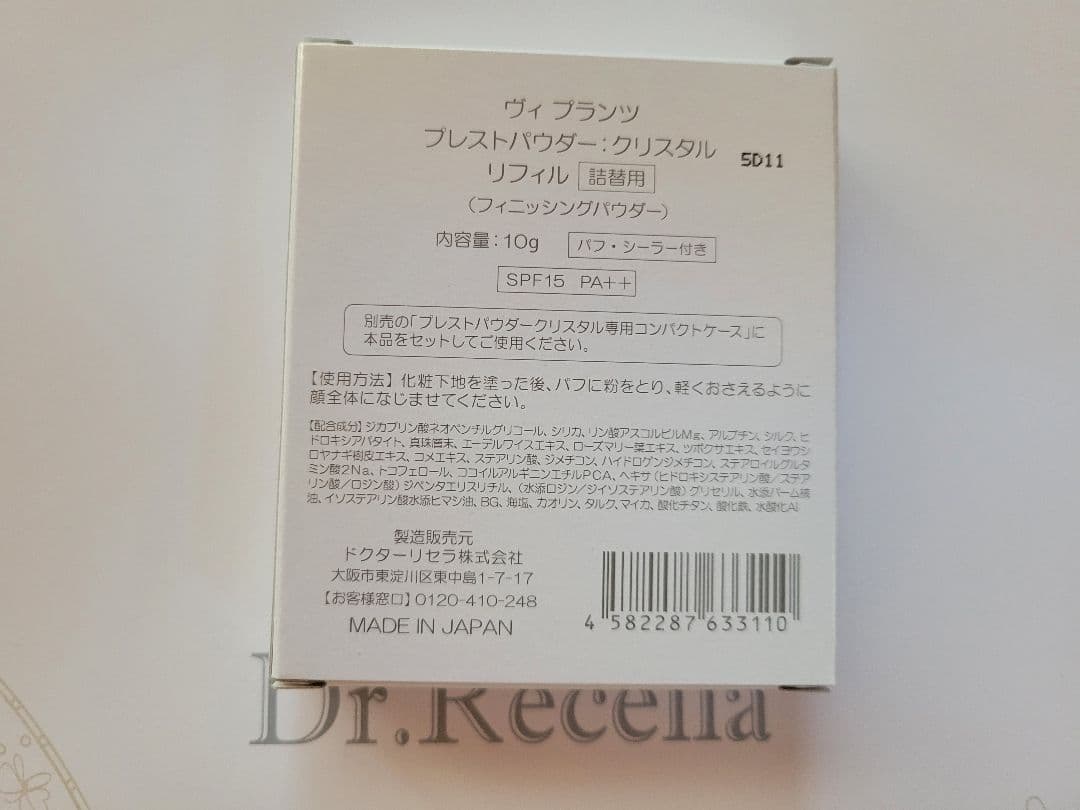 ヴィ プランツ
プレストパウダー:クリスタル
5D11
リフィル 詰替用
(フィニッシングパウダー)
内容量:10g パフ・シーラー付き
SPF15 PA++
別売の「プレストパウダークリスタル専用コンパクトケース」に
本品をセットしてご使用ください。
【使用方法】化粧下地を塗った後、パフに粉をとり、軽くおさえるように
顔全体になじませてください。
【配合成分】ジカプリン酸ネオペンチルグリコール、シリカ、リン酸アスコルビルMg、アルブチン、シルク、ヒ
ドロキシアパタイト、真珠層末、エーデルワイスエキス、ローズマリー葉エキス、ツボクサエキス、セイヨウシ
ロヤナギ樹皮エキス、コメエキス、ステアリン酸、ジメチコン、ハイドロゲンジメチコン、ステアロイルグルタ
ミン酸2Na、トコフェロール、ココイルアルギニンエチルPCA、ヘキサ(ヒドロキシステアリン酸/ステア
リン酸/ロジン酸)ジペンタエリスリチル、(水添ロジン/ジイソステアリン酸)グリセリル、水添パーム核
油、イソステアリン酸水添ヒマシ油、BG、海塩、カオリン、タルク、マイカ、酸化チタン、酸化鉄、水酸化Al
製造販売元
ドクターリセラ株式会社
大阪市東淀川区東中島1-7-17
【お客様窓口】0120-410-248
MADE IN JAPAN
4 582287 633110
Dr.Recella